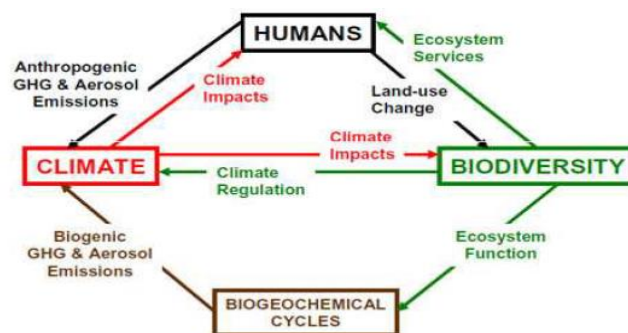 HUMANS
Ecosystem
Services
Anthropogenic
GHG & Aerosol
Emissions
Climate
Impacts
Land-use
Change
Climate
Impacts
CLIMATE
BIODIVERSITY
Climate
Regulation
Biogenic
GHG & Aerosol
Emissions
Ecosystem
Function
BIOGEOCHEMICAL
CYCLES